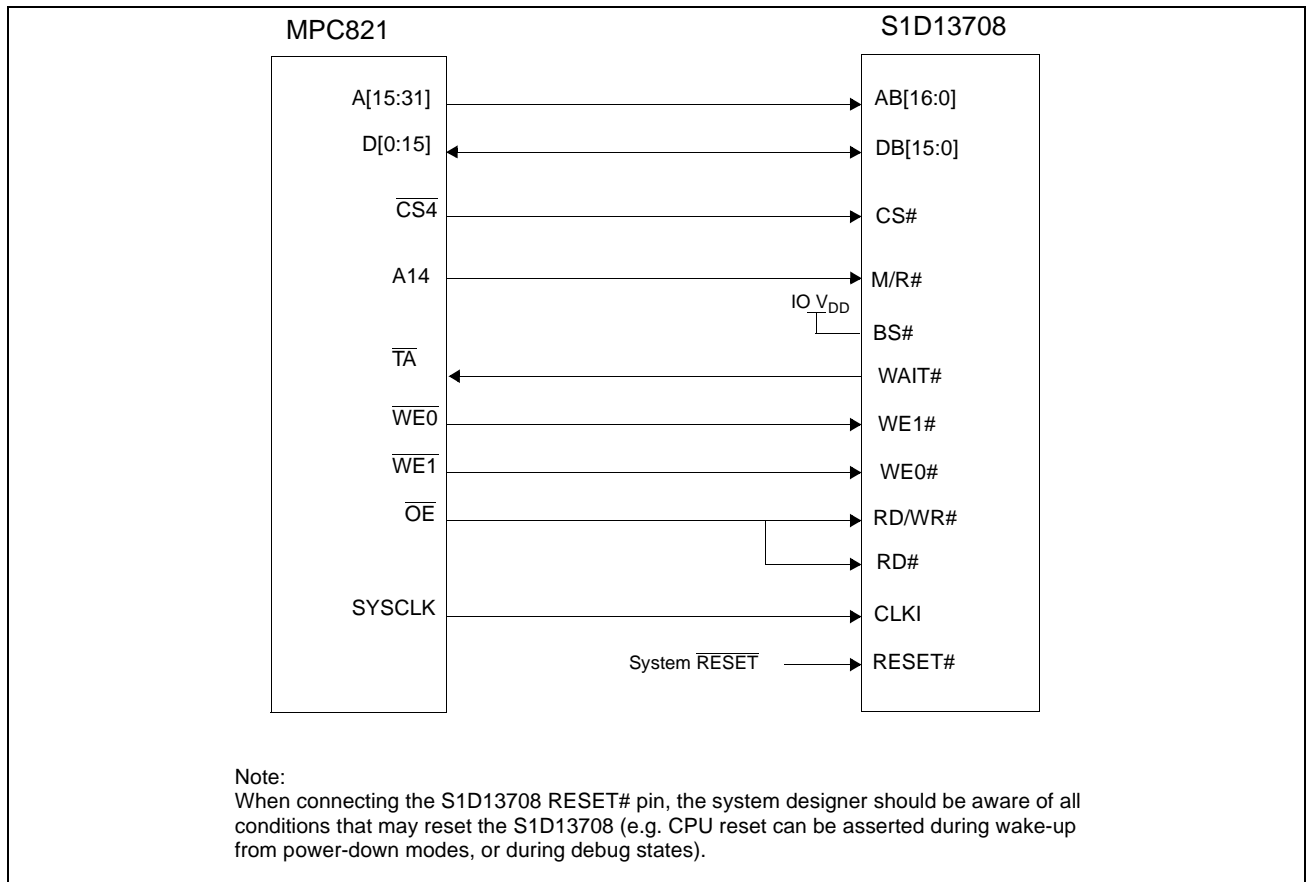 MPC821
S1D13708
A[15:31]
AB[16:0]
D[0:15]
DB[15:0]
CS4
CS#
A14
M/R#
IO VDD
BS#
TA
WAIT#
WE0
WE1#
WE1
WE0#
OE
RD/WR#
RD#
SYSCLK
CLKI
System RESET
RESET#
Note:
When connecting the S1D13708 RESET# pin, the system designer should be aware of all
conditions that may reset the S1D13708 (e.g. CPU reset can be asserted during wake-up
from power-down modes, or during debug states).